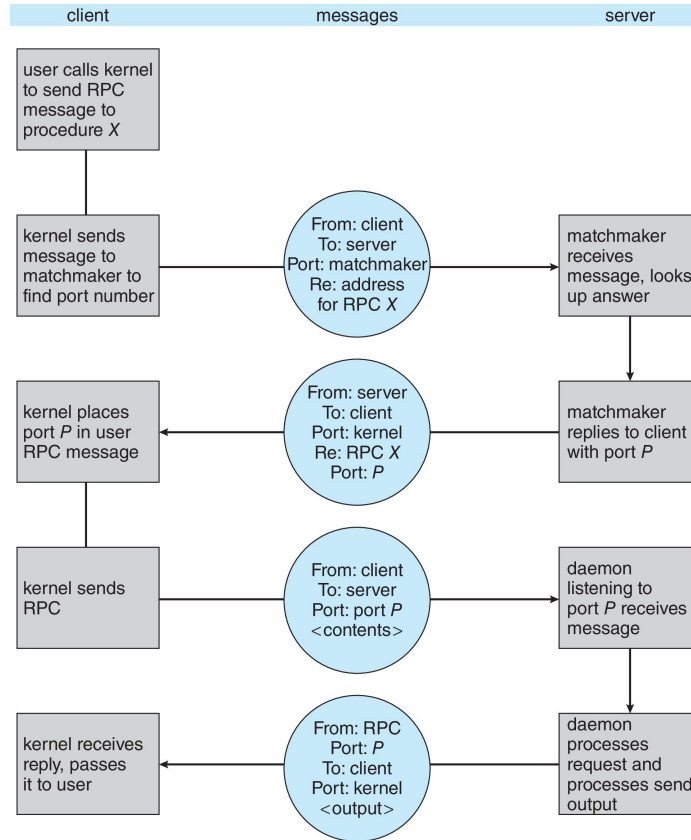 client
messages
server
user calls kernel
to send RPC
message to
procedure X
kernel sends
message to
matchmaker to
find port number
From: client
To: server
Port: matchmaker
Re: address
for RPC X
matchmaker
receives
message, looks
up answer
kernel places
port P in user
RPC message
From: server
To: client
Port: kernel
Re: RPC X
Port: P
matchmaker
replies to client
with port P
kernel sends
RPC
From: client
To: server
Port: port P
<contents>
daemon
listening to
port P receives
message
kernel receives
reply, passes
it to user
From: RPC
Port: P
To: client
Port: kernel
<output>
daemon
processes
request and
processes send
output